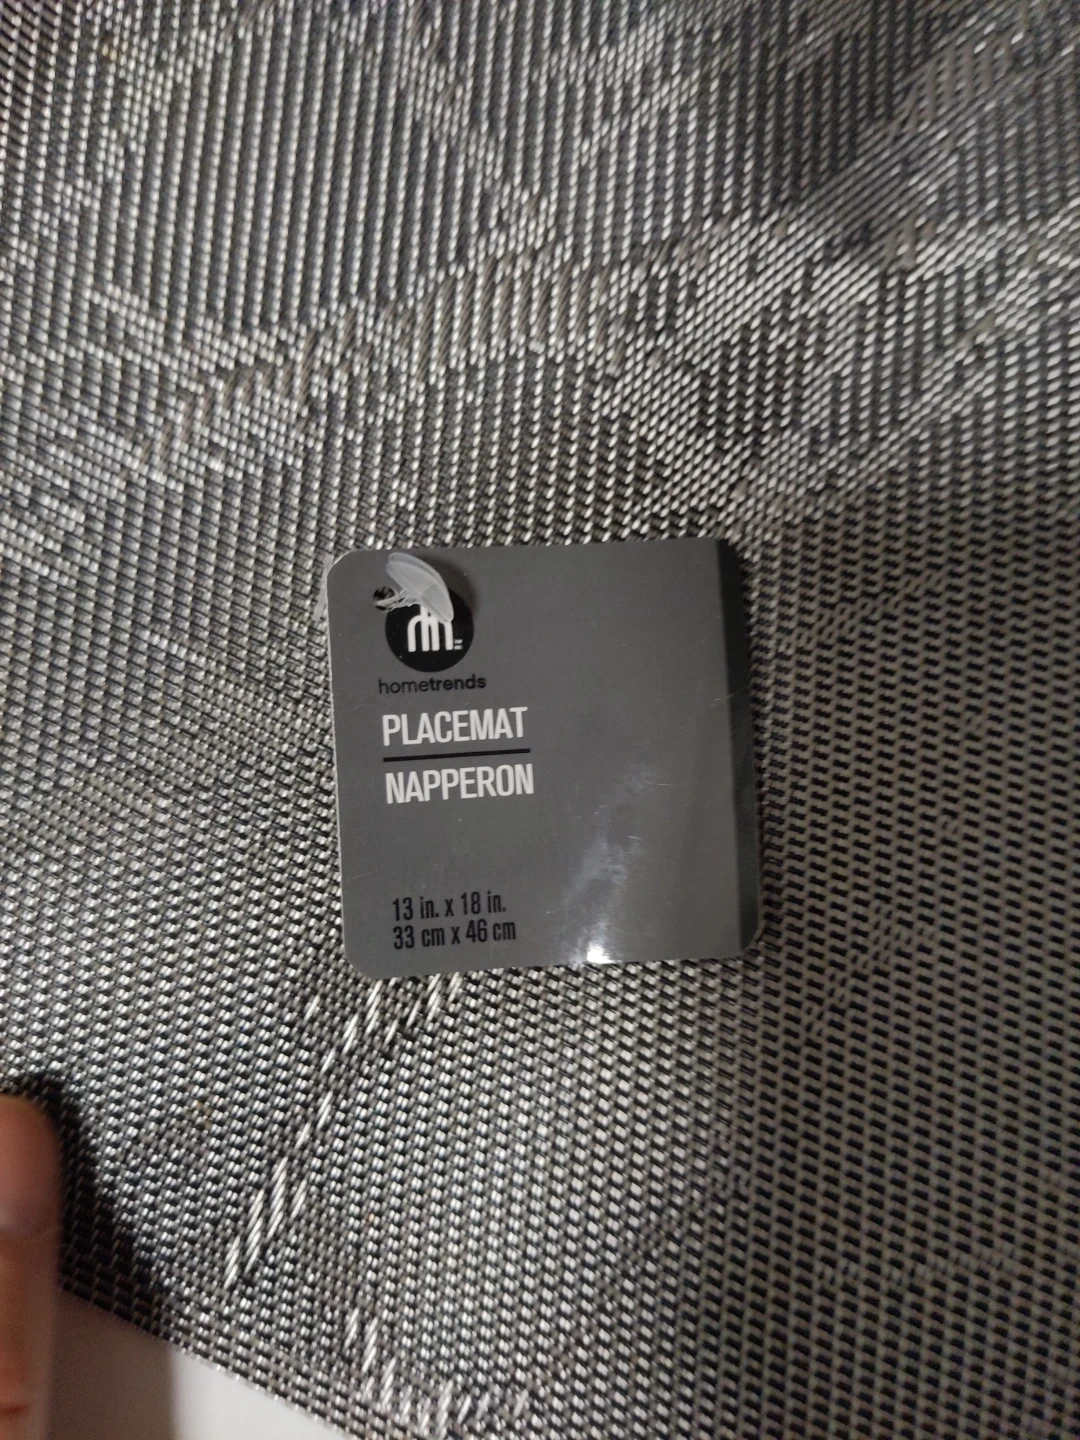 hometrends
PLACEMAT
NAPPERON
13 in. x 18 in.
33 cm x 46 cm